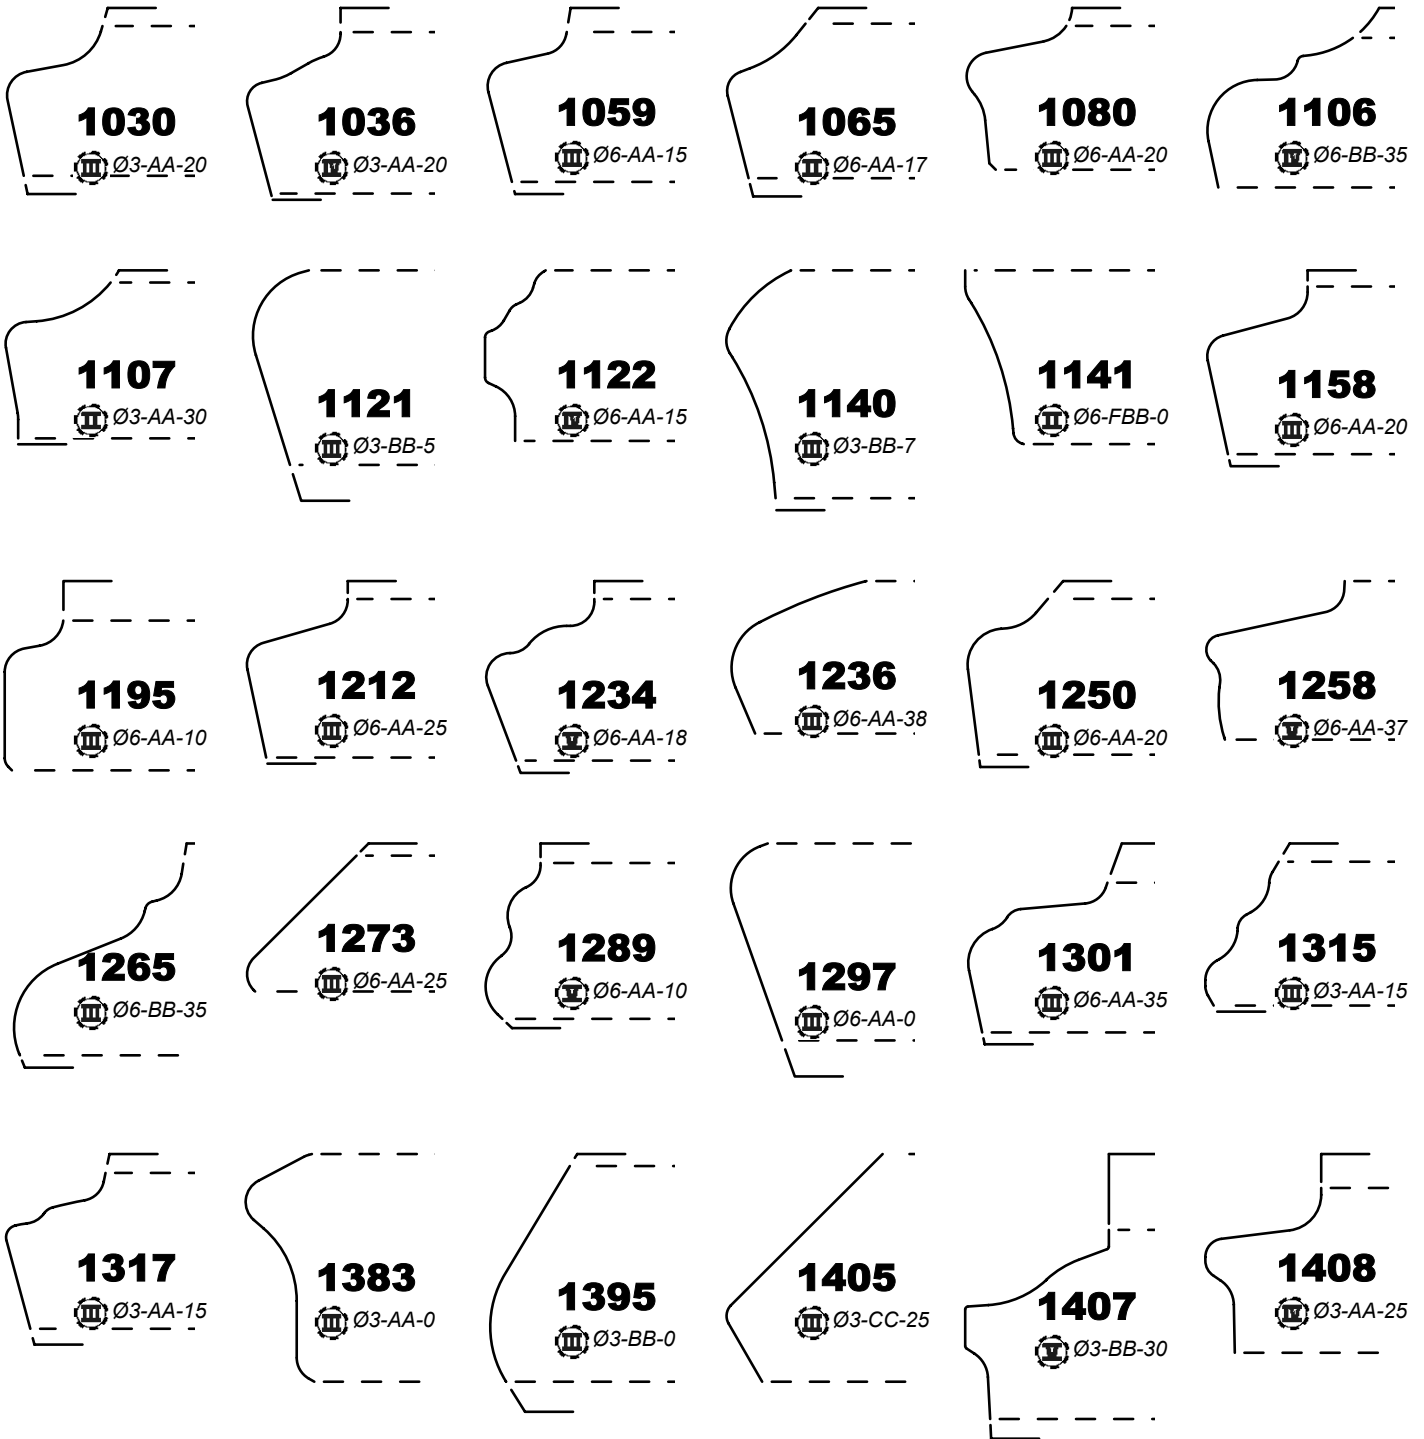 1030
III Ø3-AA-20
1036
IV Ø3-AA-20
1059
III Ø6-AA-15
1065
II Ø6-AA-17
1080
III Ø6-AA-20
1106
IV Ø6-BB-35
1107
II Ø3-AA-30
1121
III Ø3-BB-5
1122
IV Ø6-AA-15
1140
III Ø3-BB-7
1141
II Ø6-FBB-0
1158
III Ø6-AA-20
1195
III Ø6-AA-10
1212
III Ø6-AA-25
1234
V Ø6-AA-18
1236
III Ø6-AA-38
1250
III Ø6-AA-20
1258
V Ø6-AA-37
1265
III Ø6-BB-35
1273
III Ø6-AA-25
1289
V Ø6-AA-10
1297
III Ø6-AA-0
1301
III Ø6-AA-35
1315
III Ø3-AA-15
1317
III Ø3-AA-15
1383
III Ø3-AA-0
1395
III Ø3-BB-0
1405
III Ø3-CC-25
1407
V Ø3-BB-30
1408
IV Ø3-AA-25